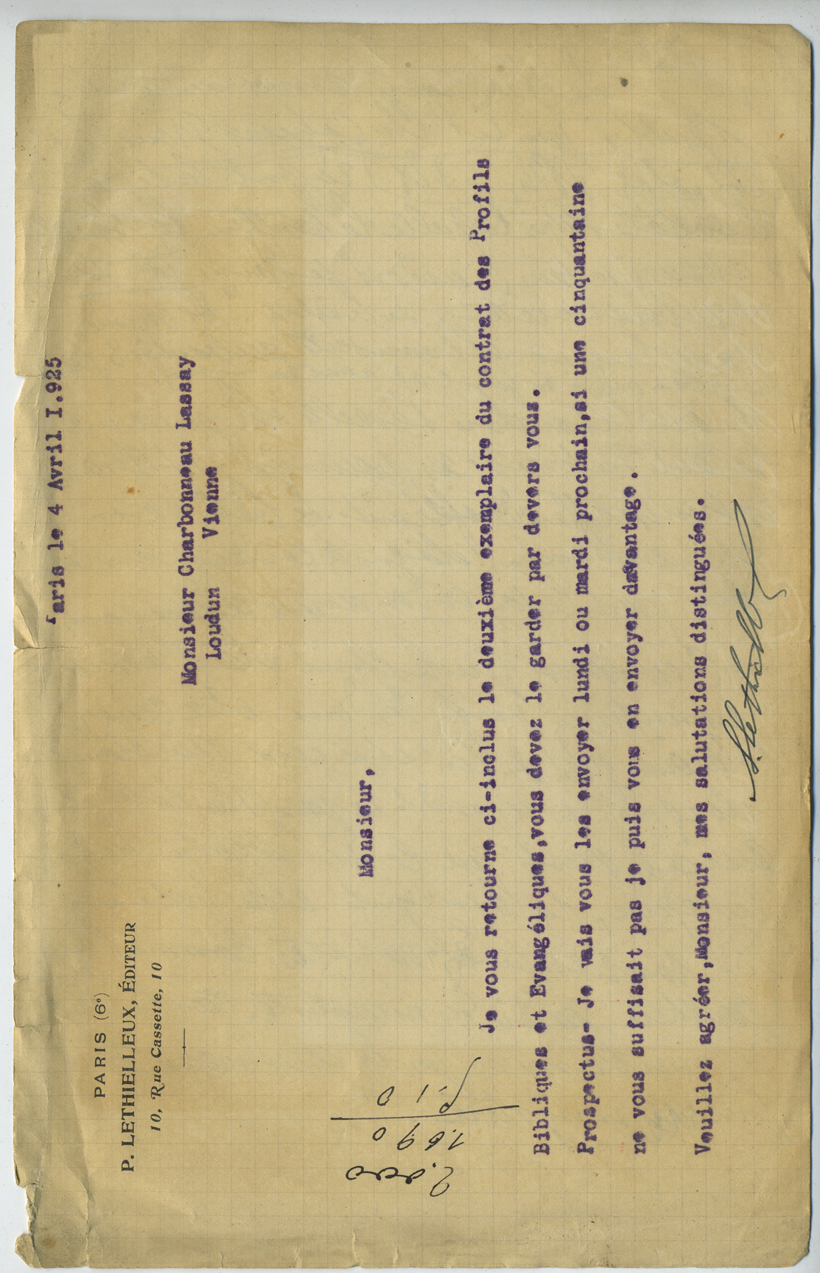 Paris le 4 Avril I.925
PARIS (6e)
P. LETHIELLEUX, ÉDITEUR
10, Rue Cassette, 10
Monsieur Charbonneau Lassay
Loudun Vienne
Monsieur,
Je vous retourne ci-inclus le deuxième exemplaire du contrat des Profils
Bibliques et Evangéliques,vous devez le garder par devers vous.
Prospectus- Je vais vous les envoyer lundi ou mardi prochain,si une cinquantaine
ne vous suffisait pas je puis vous en envoyer davantage.
Veuillez agréer,Monsieur, mes salutations distinguées.